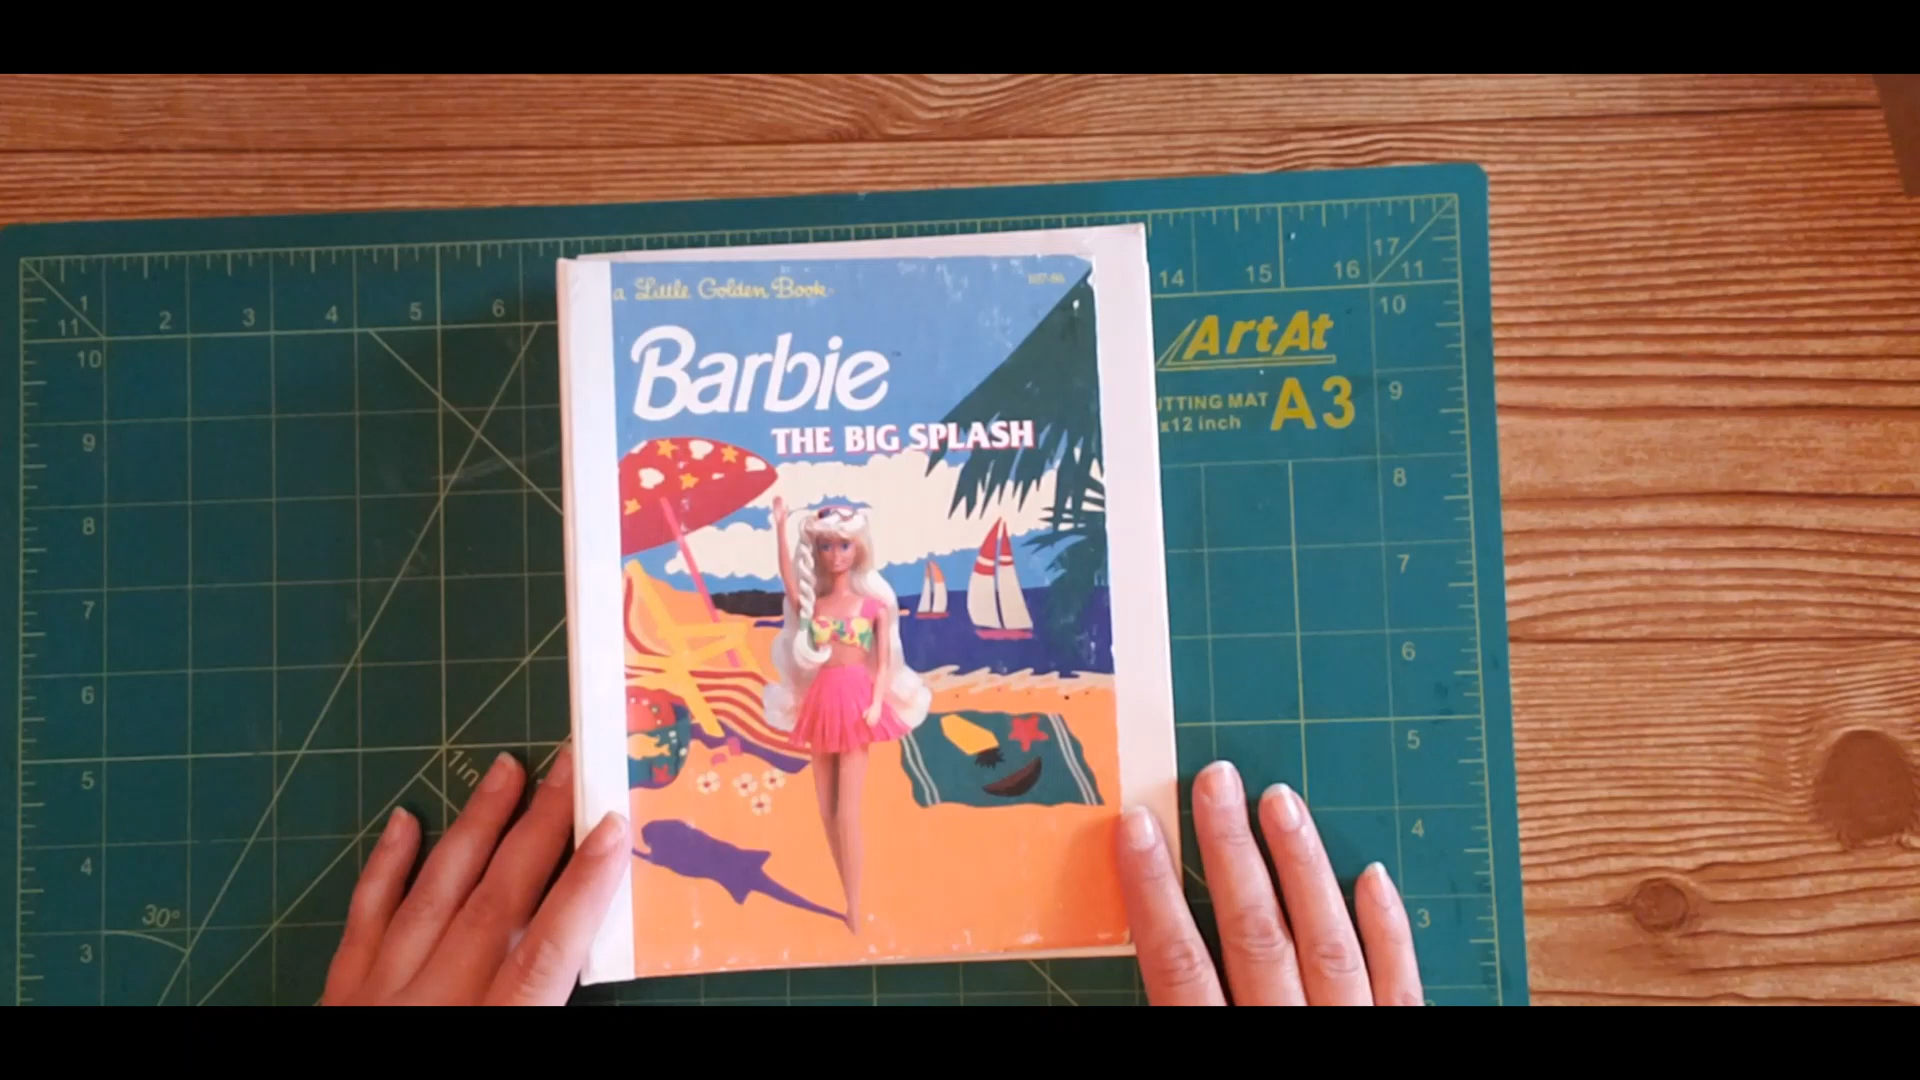 a Little Golden Book
Barbie
THE BIG SPLASH
1 2 3 4 5 6
14 15 16 17
11
11
10
10
9
9
8
8
7
7
6
6
5
5
4
4
3
3
ArtAt
TTING MAT A3
x12 inch
1in
30°